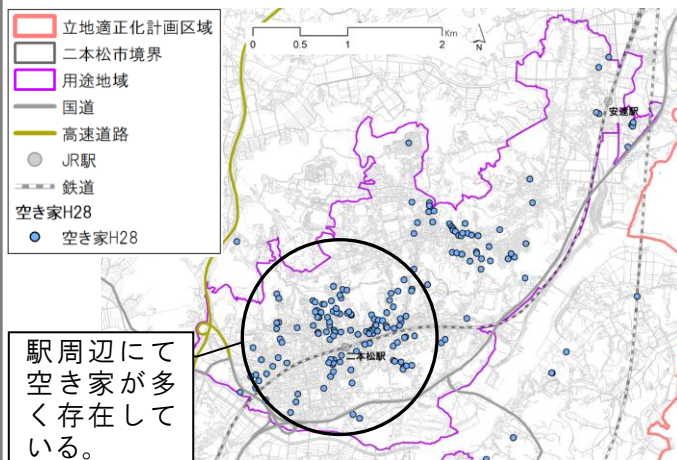 立地適正化計画区域
二本松市境界
用途地域
国道
高速道路
JR駅
鉄道
空き家H28
空き家H28
0 0.5 1 2 Km
N
安達駅
二本松駅
駅周辺にて
空き家が多
く存在して
いる。